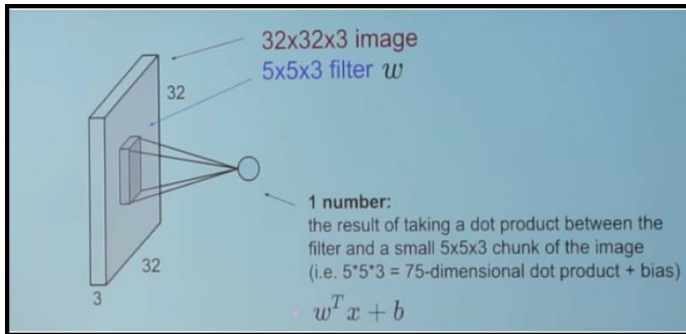 32x32x3 image
5x5x3 filter w
32
1 number:
the result of taking a dot product between the
filter and a small 5x5x3 chunk of the image
(i.e. 5*5*3 = 75-dimensional dot product + bias)
32
3
w^T x + b